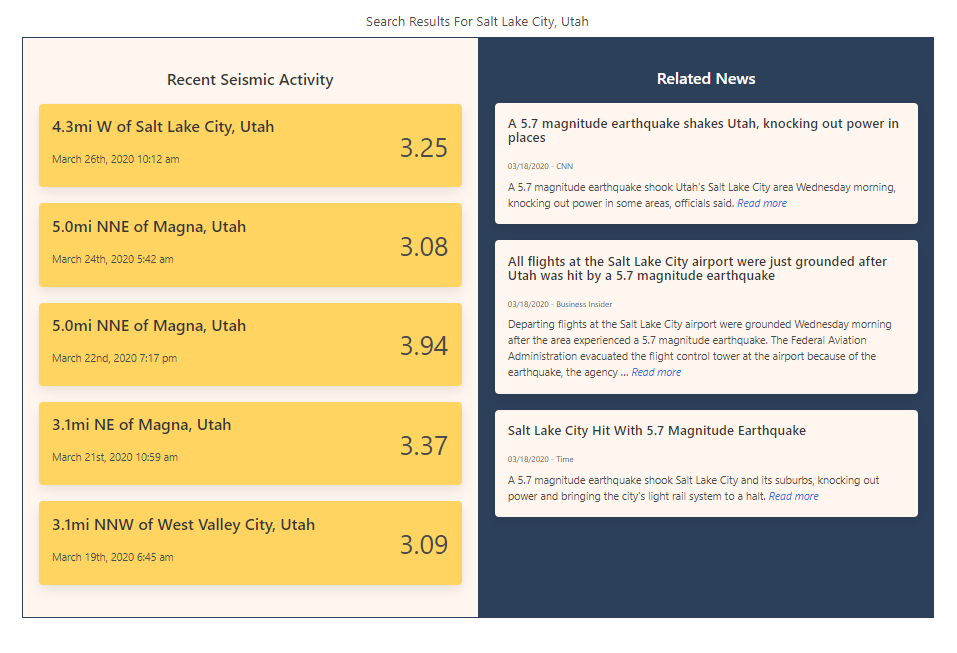 Search Results For Salt Lake City, Utah
Recent Seismic Activity
4.3mi W of Salt Lake City, Utah
March 26th, 2020 10:12 am
3.25
5.0mi NNE of Magna, Utah
March 24th, 2020 5:42 am
3.08
5.0mi NNE of Magna, Utah
March 22nd, 2020 7:17 pm
3.94
3.1mi NE of Magna, Utah
March 21st, 2020 10:59 am
3.37
3.1mi NNW of West Valley City, Utah
March 19th, 2020 6:45 am
3.09
Related News
A 5.7 magnitude earthquake shakes Utah, knocking out power in
places
03/18/2020 - CNN
A 5.7 magnitude earthquake shook Utah's Salt Lake City area Wednesday morning,
knocking out power in some areas, officials said. Read more
All flights at the Salt Lake City airport were just grounded after
Utah was hit by a 5.7 magnitude earthquake
03/18/2020 - Business Insider
Departing flights at the Salt Lake City airport were grounded Wednesday morning
after the area experienced a 5.7 magnitude earthquake. The Federal Aviation
Administration evacuated the flight control tower at the airport because of the
earthquake, the agency ... Read more
Salt Lake City Hit With 5.7 Magnitude Earthquake
03/18/2020 - Time
A 5.7 magnitude earthquake shook Salt Lake City and its suburbs, knocking out
power and bringing the city's light rail system to a halt. Read more